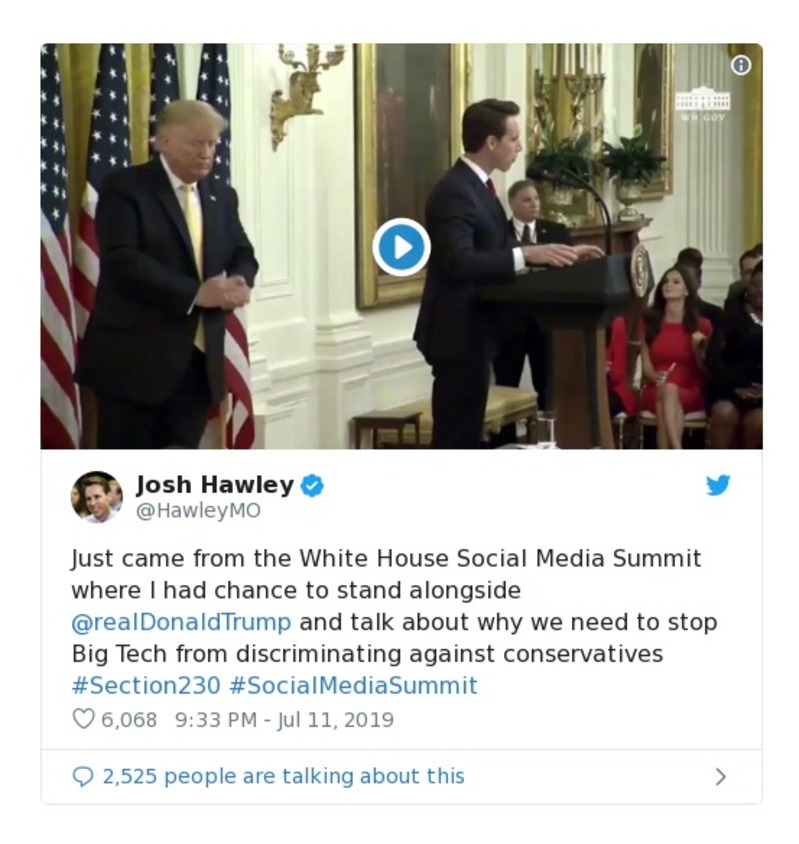 WH.GOV
Josh Hawley
@HawleyMO
Just came from the White House Social Media Summit
where I had chance to stand alongside
@realDonaldTrump and talk about why we need to stop
Big Tech from discriminating against conservatives
#Section230 #SocialMediaSummit
6,068 9:33 PM - Jul 11, 2019
2,525 people are talking about this